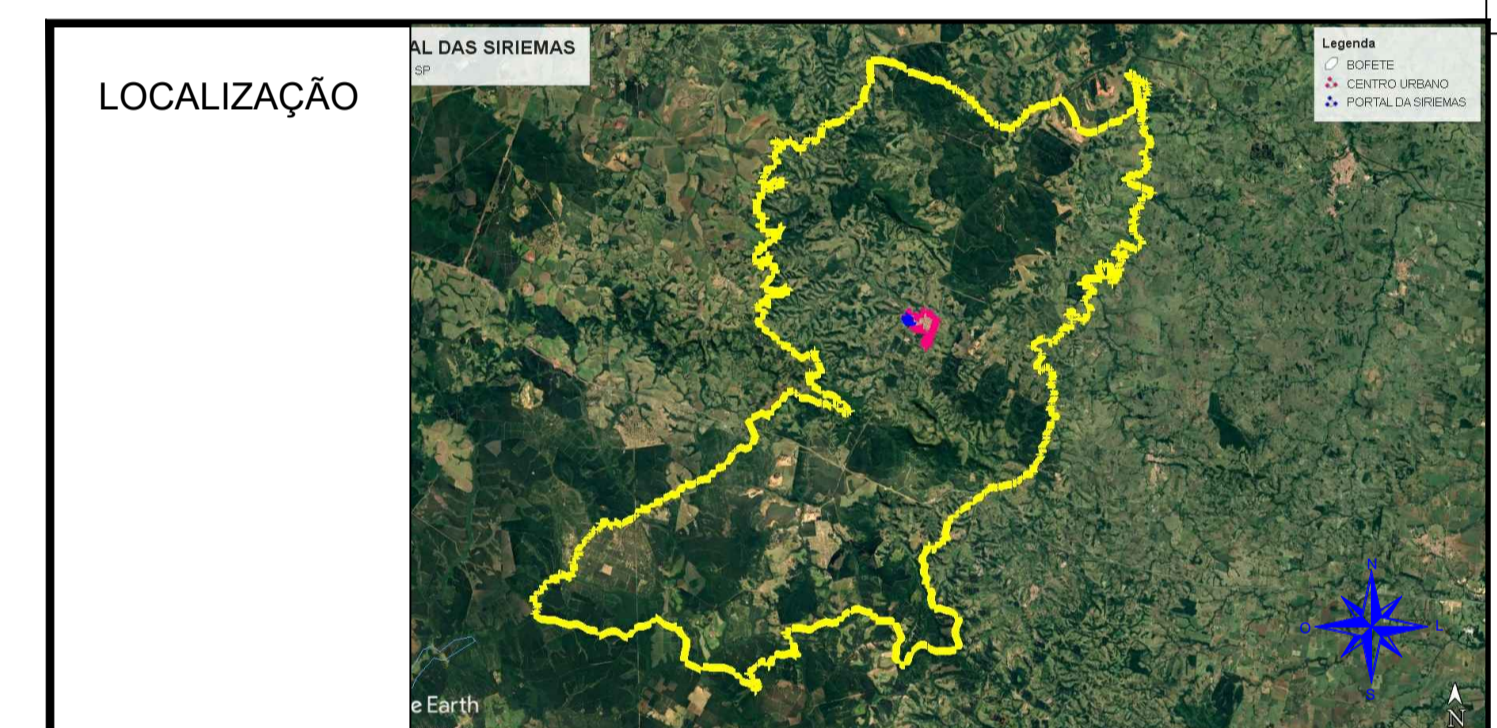 LOCALIZAÇÃO
AL DAS SIRIEMAS
SP
Legenda
BOFETE
CENTRO URBANO
PORTAL DA SIRIEMAS
N
O
L
S
e Earth
N